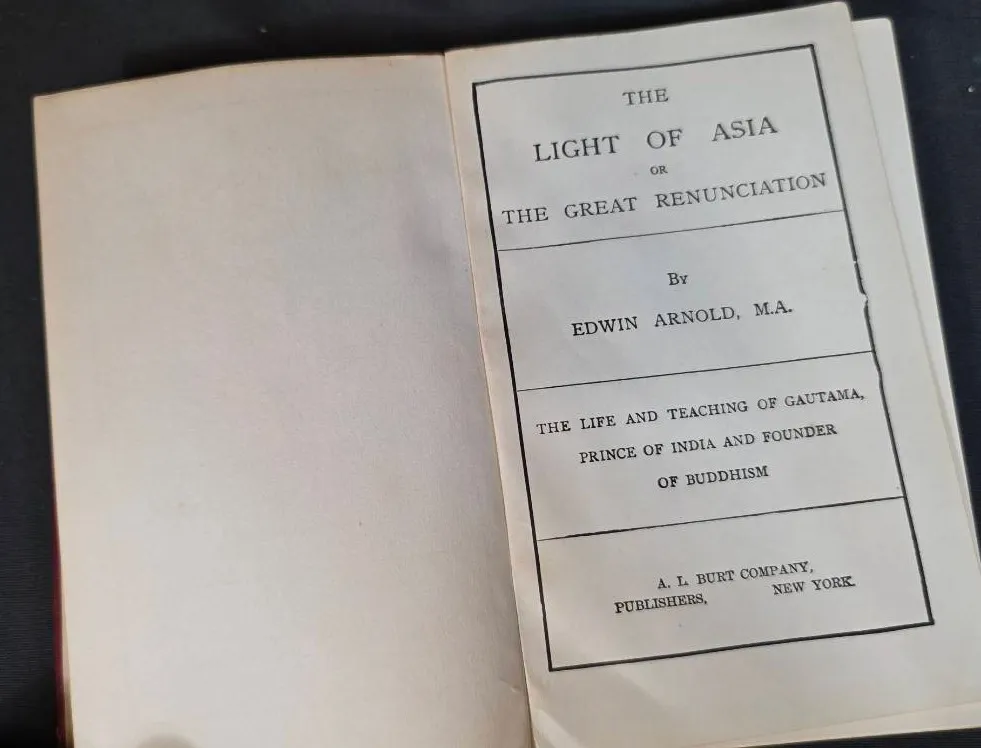 THE
LIGHT OF ASIA
OR
THE GREAT RENUNCIATION
By
EDWIN ARNOLD, M.A.
THE LIFE AND TEACHING OF GAUTAMA,
PRINCE OF INDIA AND FOUNDER
OF BUDDHISM
A. L. BURT COMPANY,
PUBLISHERS, NEW YORK.